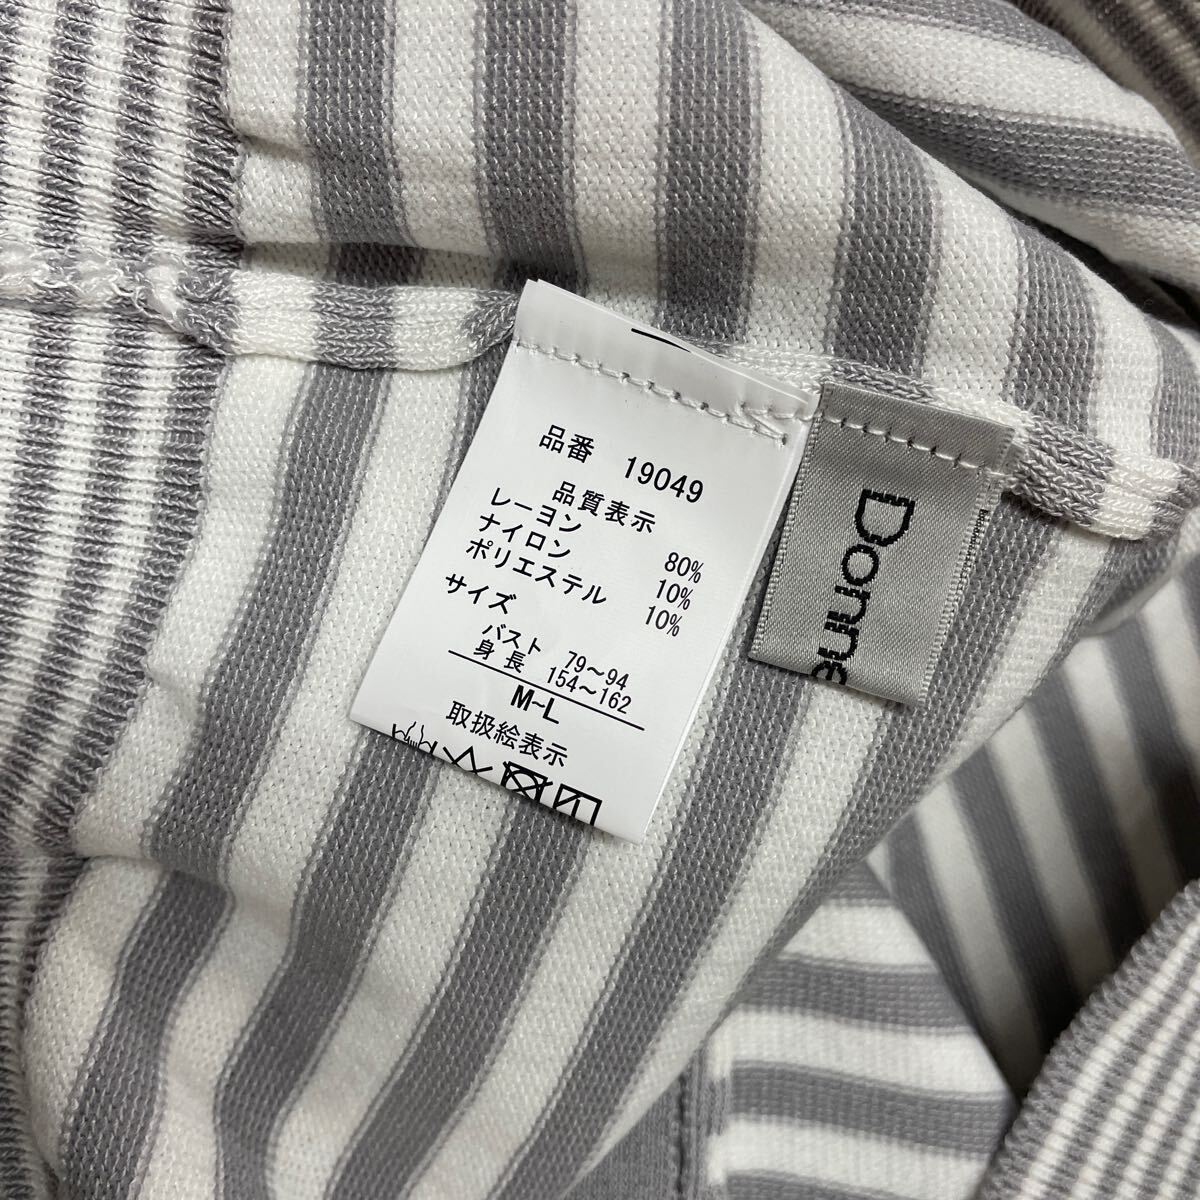 品番 19049
品質表示
レーヨン 80%
ナイロン 10%
ポリエステル 10%
サイズ
バスト 79~94
身長 154~162
M~L
取扱絵表示
Donne